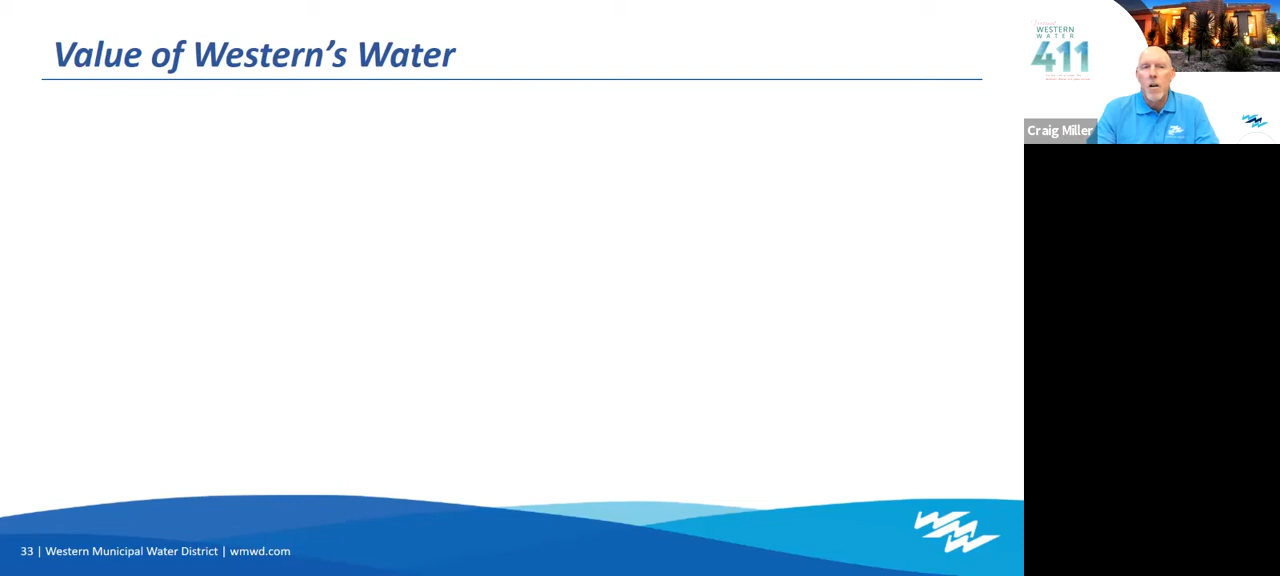 Value of Western's Water
WESTERN
WATER
411
Craig Miller
33 | Western Municipal Water District | wmwd.com